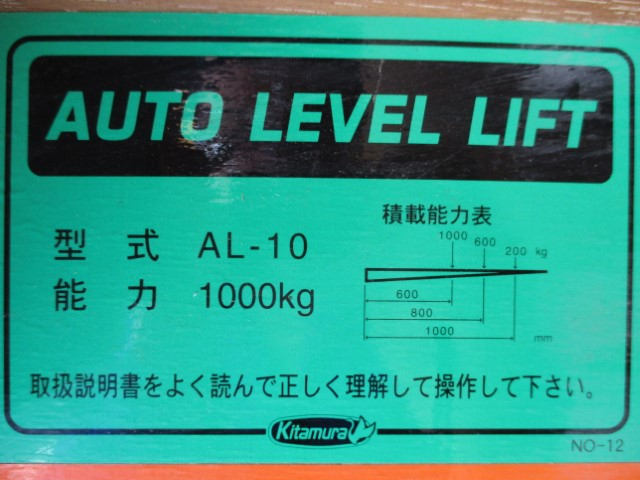 AUTO LEVEL LIFT
型式 AL-10
能力 1000kg
積載能力表
1000 600 200 kg
600
800
1000 mm
取扱説明書をよく読んで正しく理解して操作して下さい。
Kitamura
NO-12